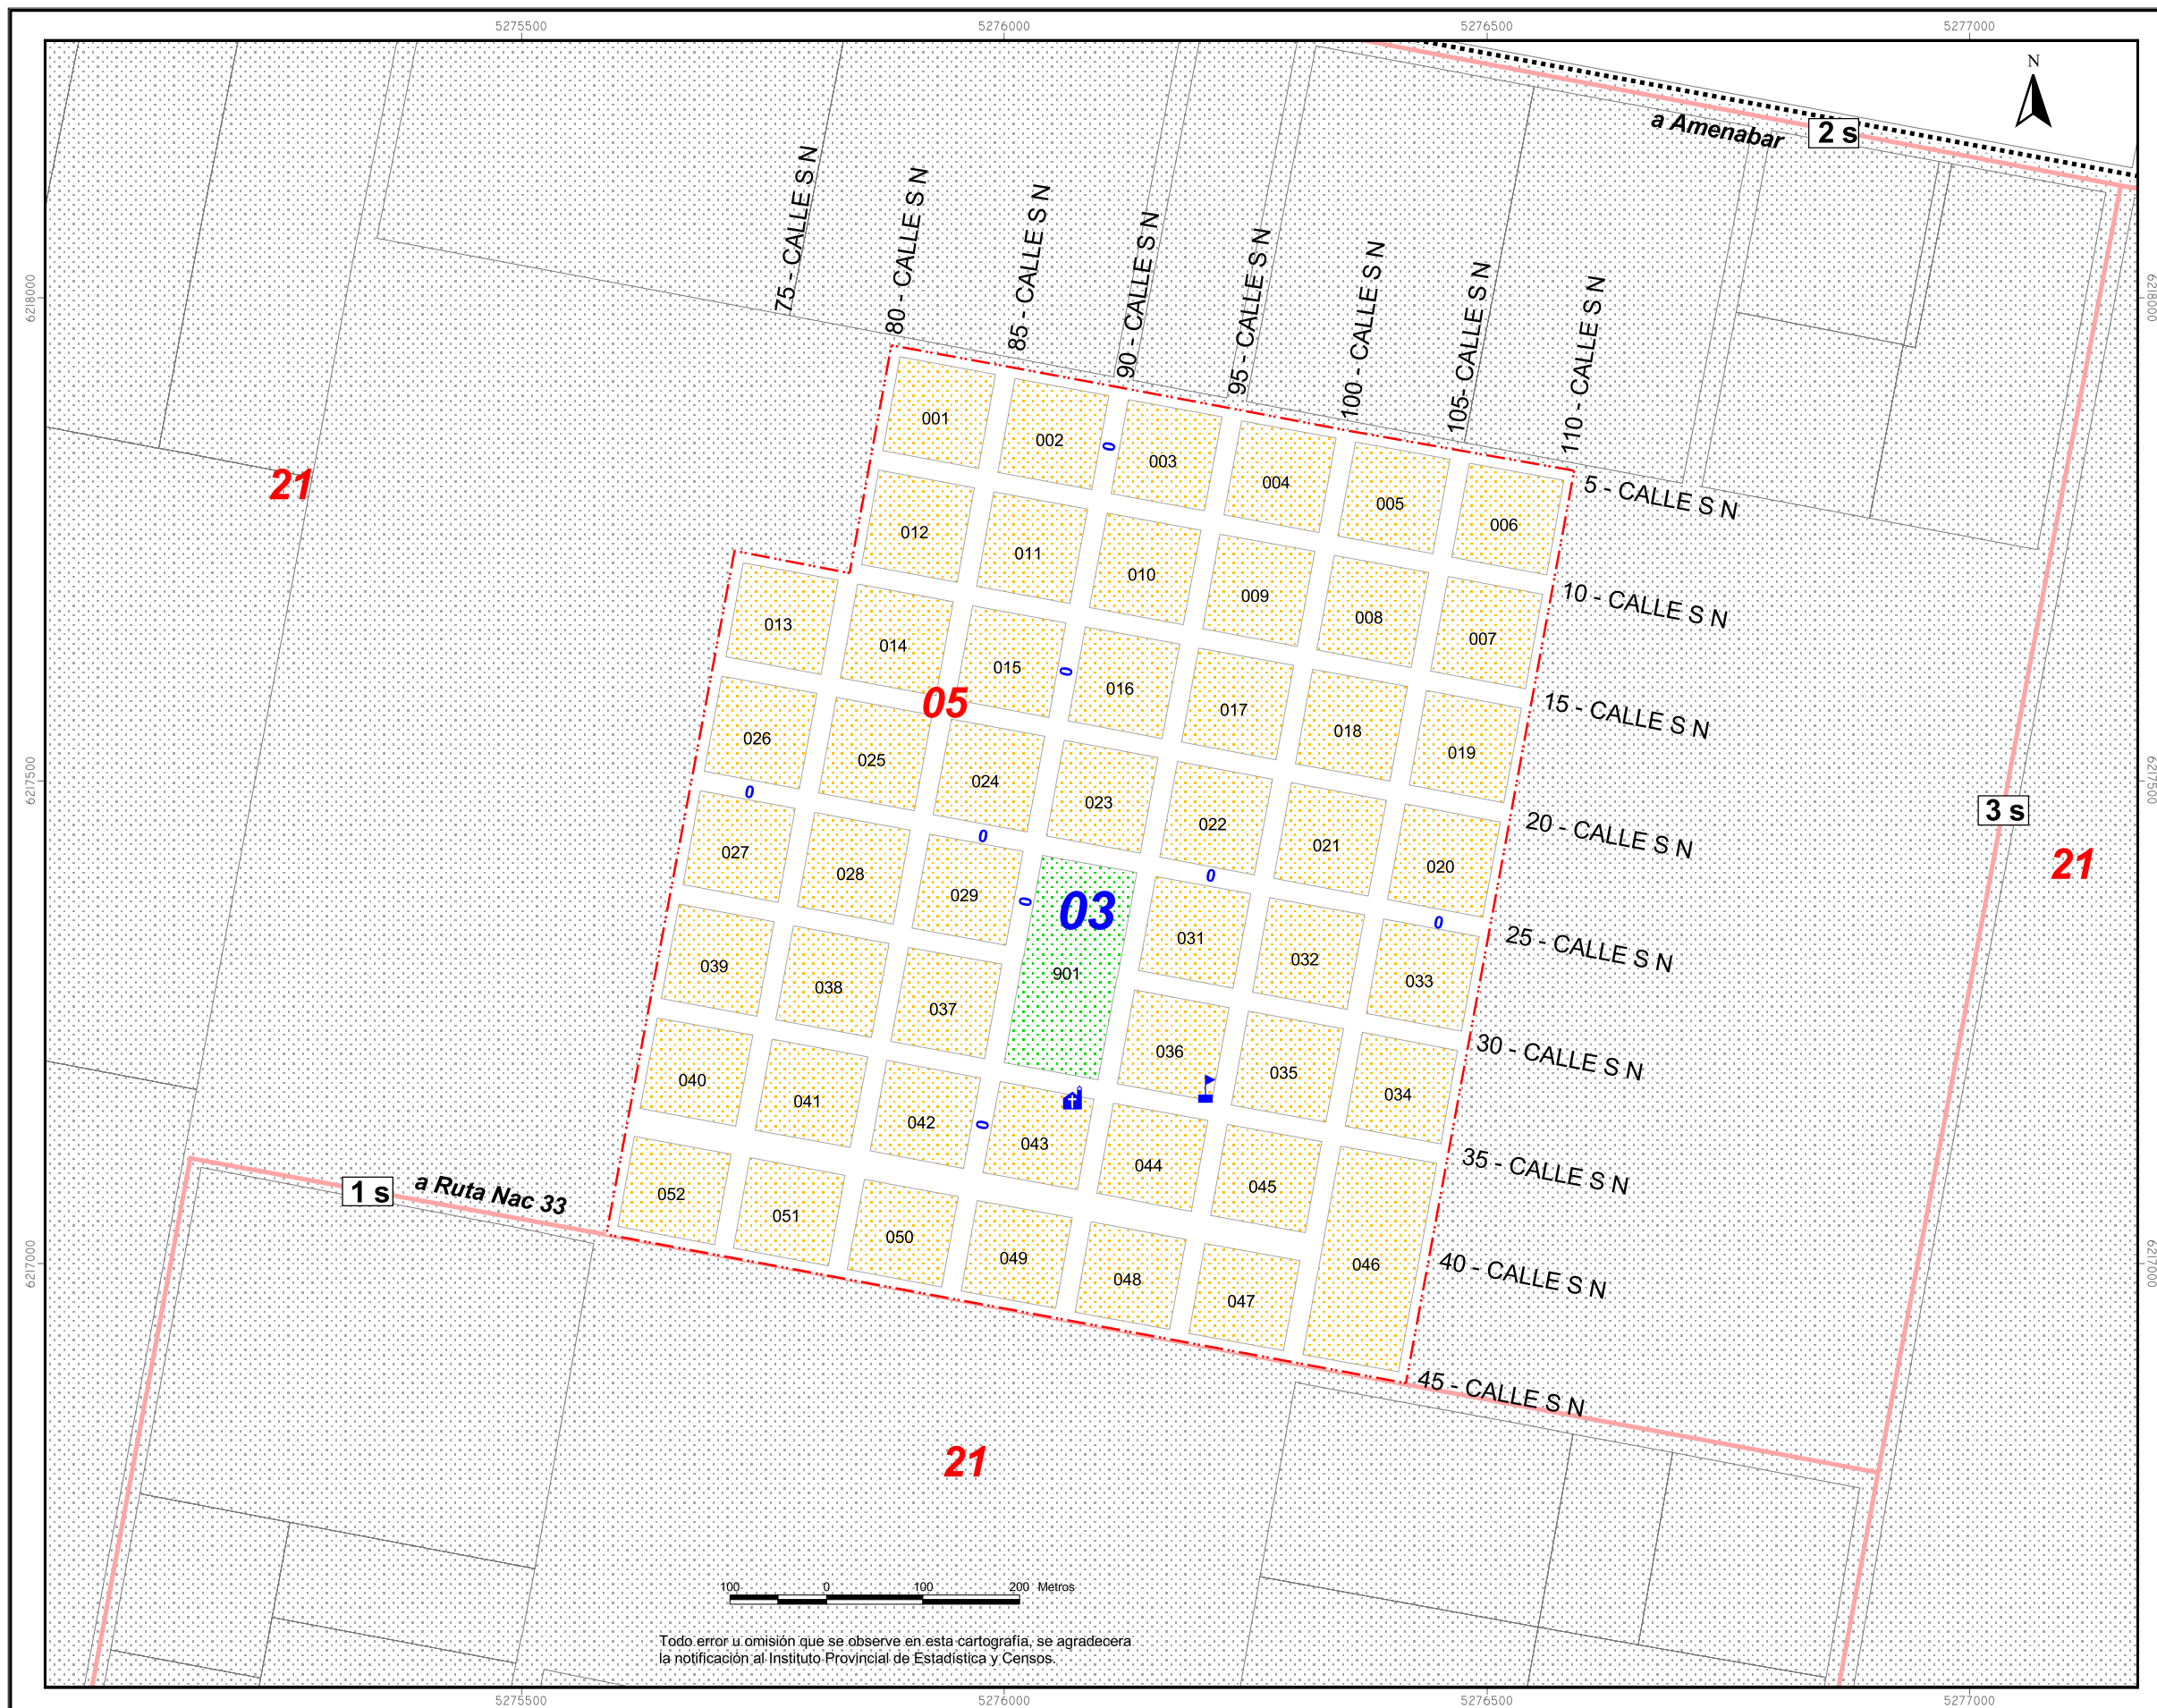 5275500 5276000 5276500 5277000
N
a Amenabar 2 s
75 - CALLE S N
80 - CALLE S N
85 - CALLE S N
90 - CALLE S N
95 - CALLE S N
100 - CALLE S N
105- CALLE S N
110 - CALLE S N
6218000 6218000
001 002 0 003 004 005 006
5 - CALLE S N
21
012 011 010 009 008 007
10 - CALLE S N
013 014 015 0 016 017 018 019
15 - CALLE S N
05
026 025 024 023 022 021 020
20 - CALLE S N
6217500 6217500
3 s
21
0 0 0 0
027 028 029 0 03 031 032 033
25 - CALLE S N
039 038 037 901 036 035 034
30 - CALLE S N
040 041 042 0 043 044 045 046
35 - CALLE S N
1 s a Ruta Nac 33
052 051 050 049 048 047
40 - CALLE S N
6217000 6217000
45 - CALLE S N
21
100 0 100 200 Metros
Todo error u omisión que se observe en esta cartografía, se agradecera
la notificación al Instituto Provincial de Estadística y Censos.
5275500 5276000 5276500 5277000